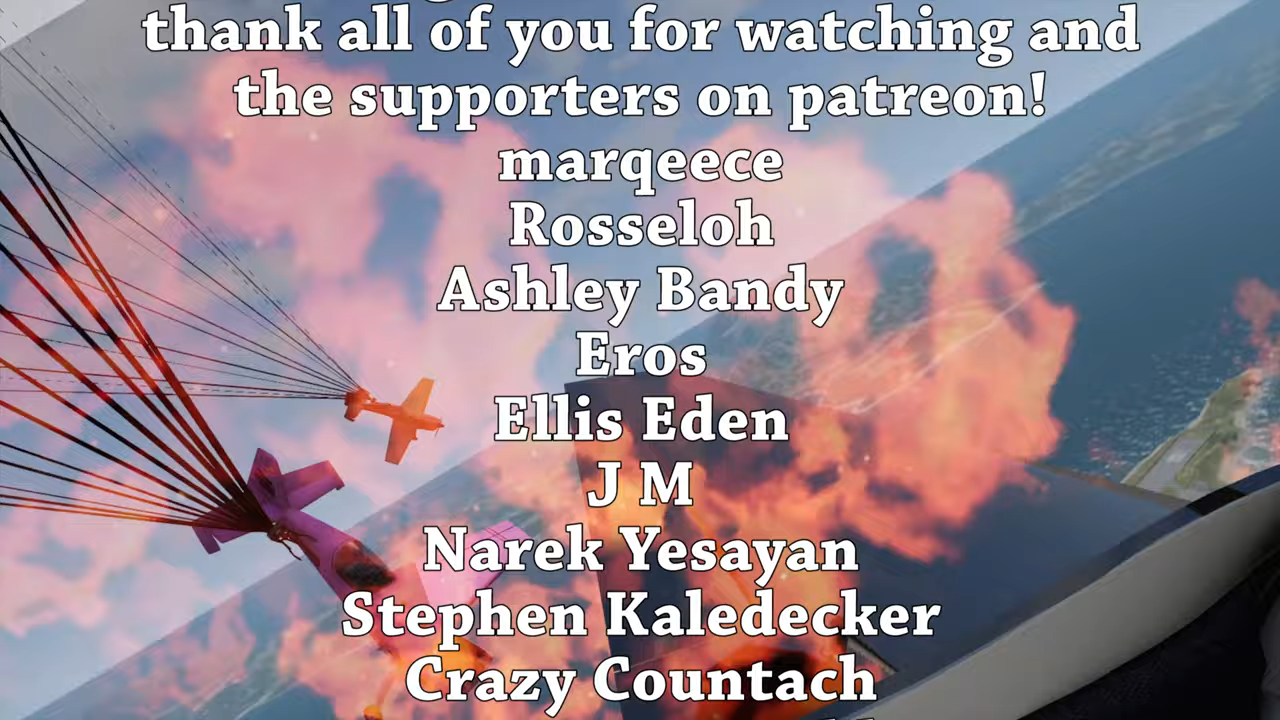 thank all of you for watching and
the supporters on patreon!
marqeece
Rosseloh
Ashley Bandy
Eros
Ellis Eden
J M
Narek Yesayan
Stephen Kaledecker
Crazy Countach